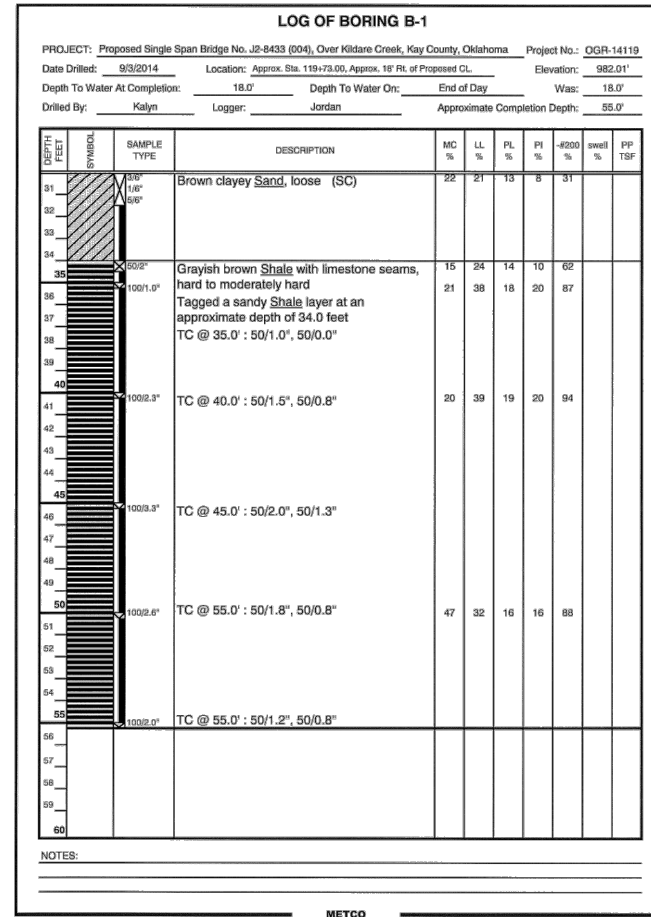 LOG OF BORING B-1
PROJECT: Proposed Single Span Bridge No. J2-8433 (004), Over Kildare Creek, Kay County, Oklahoma Project No.: OGR-14119
Date Drilled: 9/3/2014 Location: Approx. Sta. 119+73.00, Approx. 18' Rt. of Proposed CL. Elevation: 982.01'
Depth To Water At Completion: 18.0' Depth To Water On: End of Day Was: 18.0'
Drilled By: Kalyn Logger: Jordan Approximate Completion Depth: 55.0'
DEPTH FEET SYMBOL SAMPLE TYPE DESCRIPTION MC % LL % PL % PI % -#200 % swell % PP TSF
3/6" Brown clayey Sand, loose (SC) 22 21 13 8 31
31 1/6"
5/6"
32
33
34
50/2" Grayish brown Shale with limestone seams, 15 24 14 10 62
35 hard to moderately hard
100/1.0" 21 38 18 20 87
36 Tagged a sandy Shale layer at an
37 approximate depth of 34.0 feet
38 TC @ 35.0' : 50/1.0", 50/0.0"
39
40
100/2.3" TC @ 40.0' : 50/1.5", 50/0.8" 20 39 19 20 94
41
42
43
44
45
100/3.3" TC @ 45.0' : 50/2.0", 50/1.3"
46
47
48
49
50
100/2.6" TC @ 55.0' : 50/1.8", 50/0.8" 47 32 16 16 88
51
52
53
54
55
100/2.0" TC @ 55.0' : 50/1.2", 50/0.8"
56
57
58
59
60
NOTES:
METCO